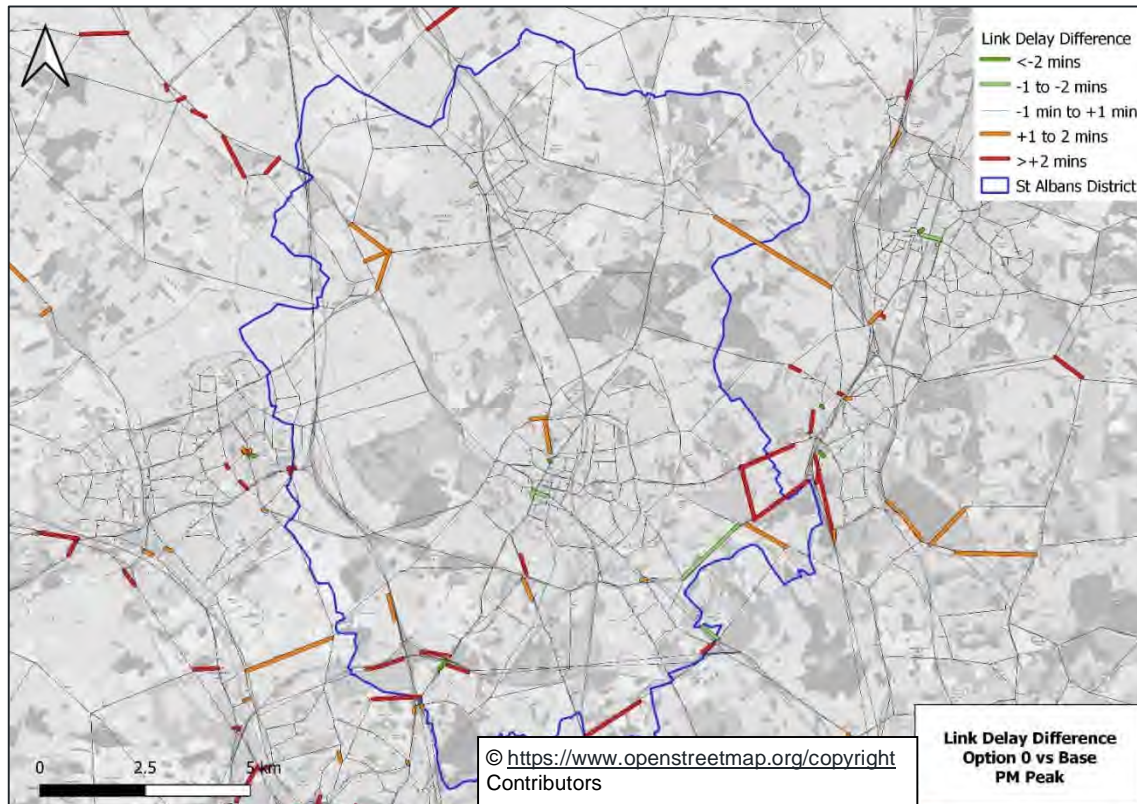 Link Delay Difference
<-2 mins
-1 to -2 mins
-1 min to +1 min
+1 to 2 mins
>+2 mins
St Albans District
0 2.5 5 km
© https://www.openstreetmap.org/copyright
Contributors
Link Delay Difference
Option 0 vs Base
PM Peak